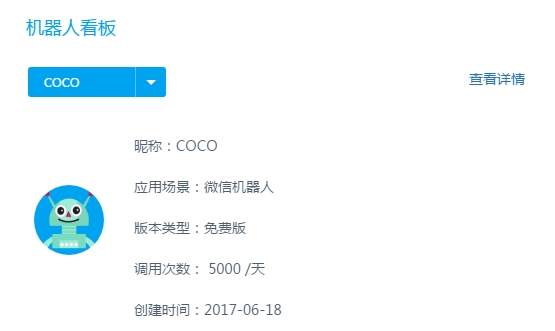 机器人看板
COCO
查看详情
昵称：COCO
应用场景：微信机器人
版本类型：免费版
调用次数： 5000 /天
创建时间：2017-06-18